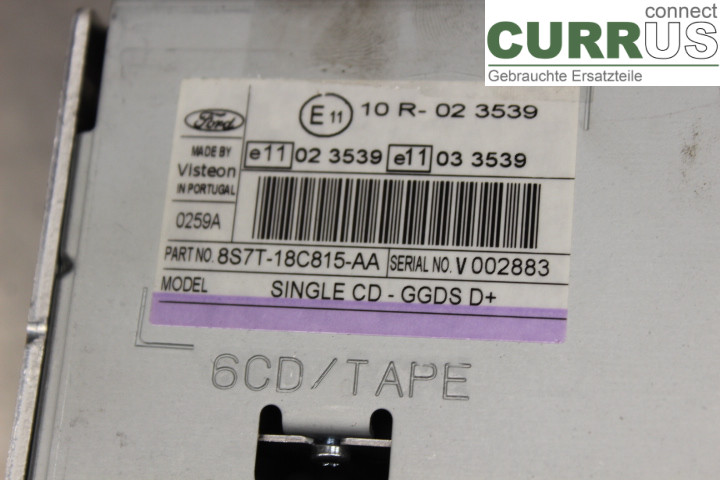 connect
CURRUS
Gebrauchte Ersatzteile
Ford
E 11 10 R- 02 3539
MADE BY
Visteon
IN PORTUGAL
e11 02 3539 e11 03 3539
0259A
PART NO. 8S7T-18C815-AA SERIAL NO. V 002883
MODEL SINGLE CD - GGDS D+
6CD/TAPE